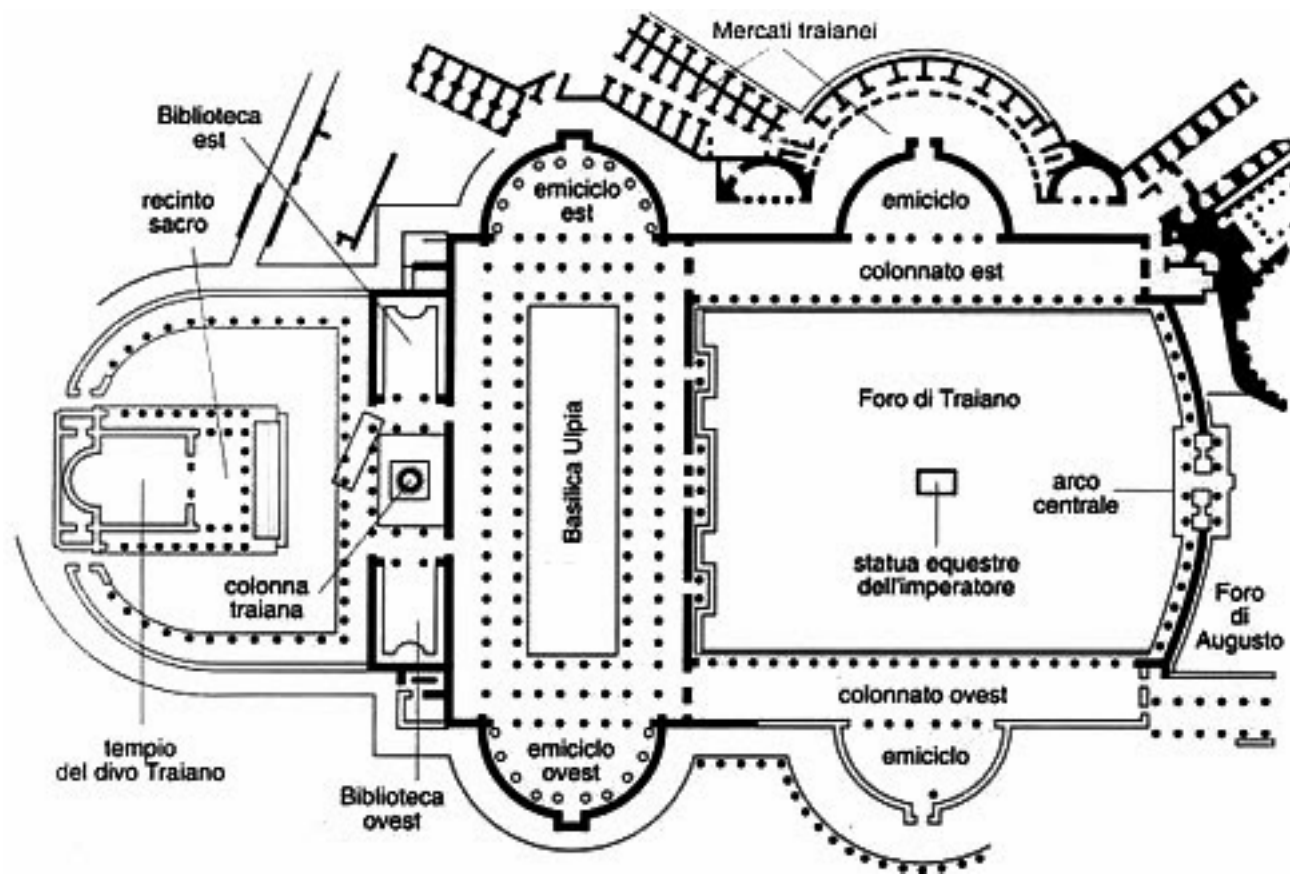 Mercati traianei
Biblioteca
est
recinto
sacro
emiciclo
est
emiciclo
colonnato est
Basilica Ulpia
Foro di Traiano
arco
centrale
statua equestre
dell'imperatore
colonna
traiana
Foro
di
Augusto
colonnato ovest
tempio
del divo Traiano
emiciclo
ovest
emiciclo
Biblioteca
ovest